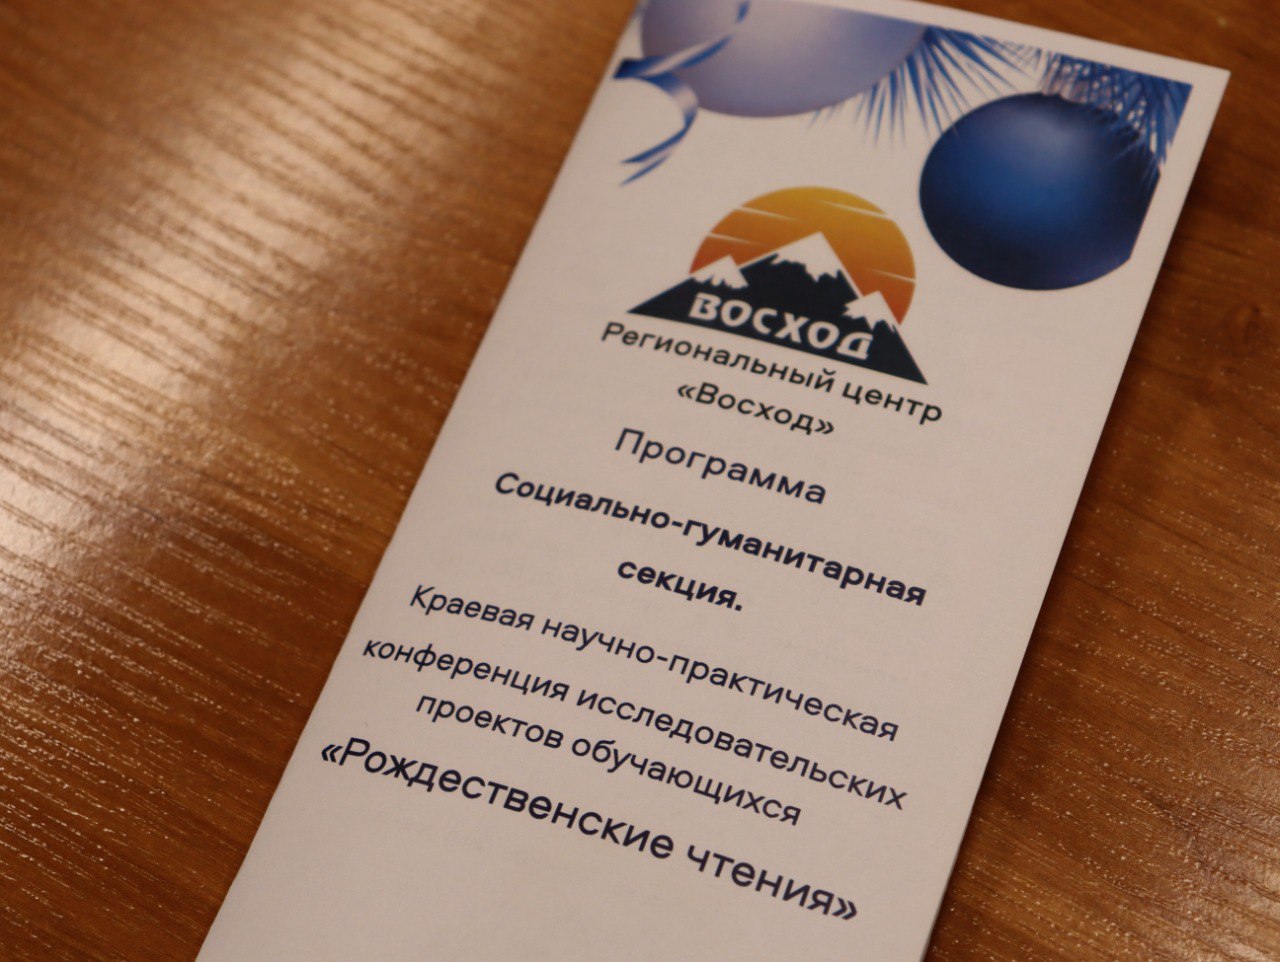 ВОСХОД
Региональный центр
«Восход»
Программа
Социально-гуманитарная
секция.
Краевая научно-практическая
конференция исследовательских
проектов обучающихся
«Рождественские чтения»